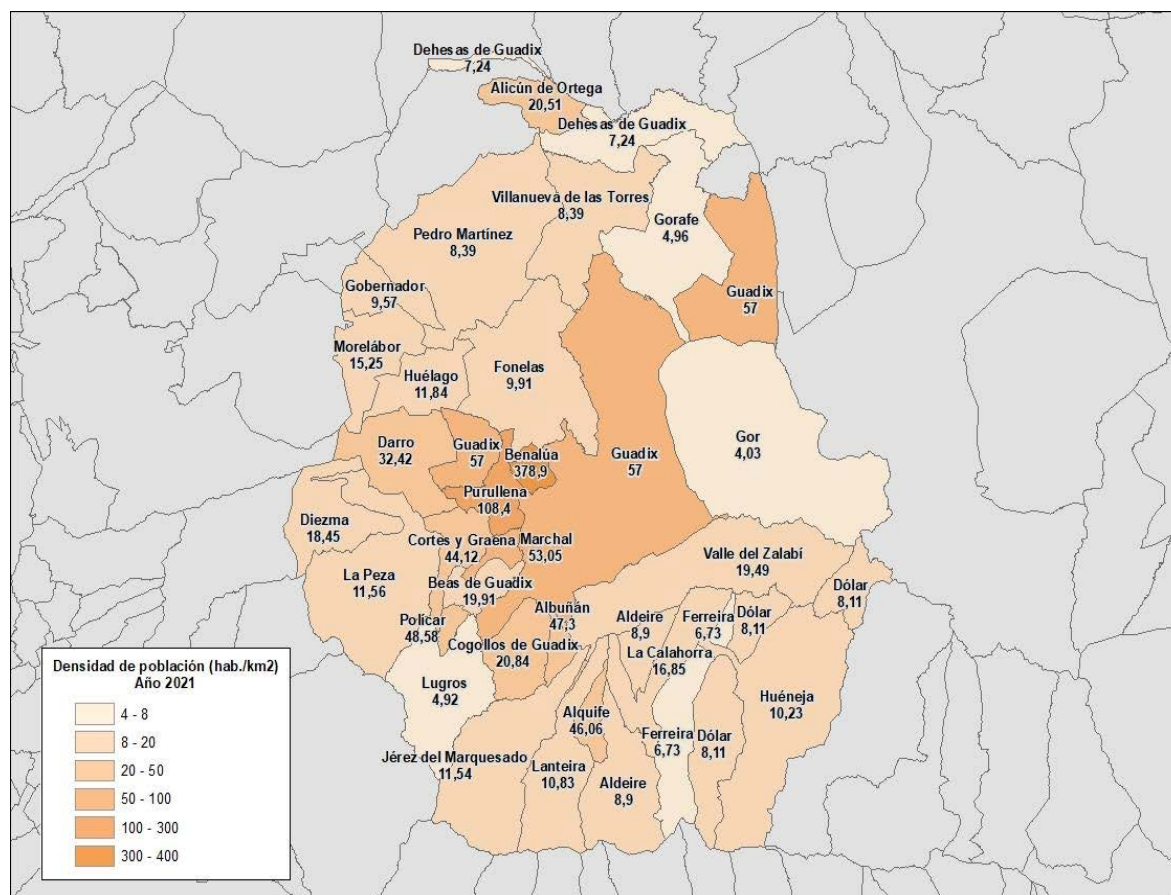 Dehesas de Guadix
7,24
Alicún de Ortega
20,51
Dehesas de Guadix
7,24
Villanueva de las Torres
8,39
Gorafe
4,96
Pedro Martínez
8,39
Gobernador
9,57
Guadix
57
Morelábor
15,25
Huélago
11,84
Fonelas
9,91
Darro
32,42
Guadix
57
Benalúa
378,9
Guadix
57
Gor
4,03
Purullena
108,4
Diezma
18,45
Cortes y Graena
44,12
Marchal
53,05
Valle del Zalabí
19,49
La Peza
11,56
Beas de Guadix
19,91
Dólar
8,11
Polícar
48,58
Albuñán
47,3
Aldeire
8,9
Ferreira
6,73
Dólar
8,11
Cogollos de Guadix
20,84
La Calahorra
16,85
Lugros
4,92
Huéneja
10,23
Alquife
46,06
Ferreira
6,73
Dólar
8,11
Jérez del Marquesado
11,54
Lanteira
10,83
Aldeire
8,9
Densidad de población (hab./km2)
Año 2021
4 - 8
8 - 20
20 - 50
50 - 100
100 - 300
300 - 400